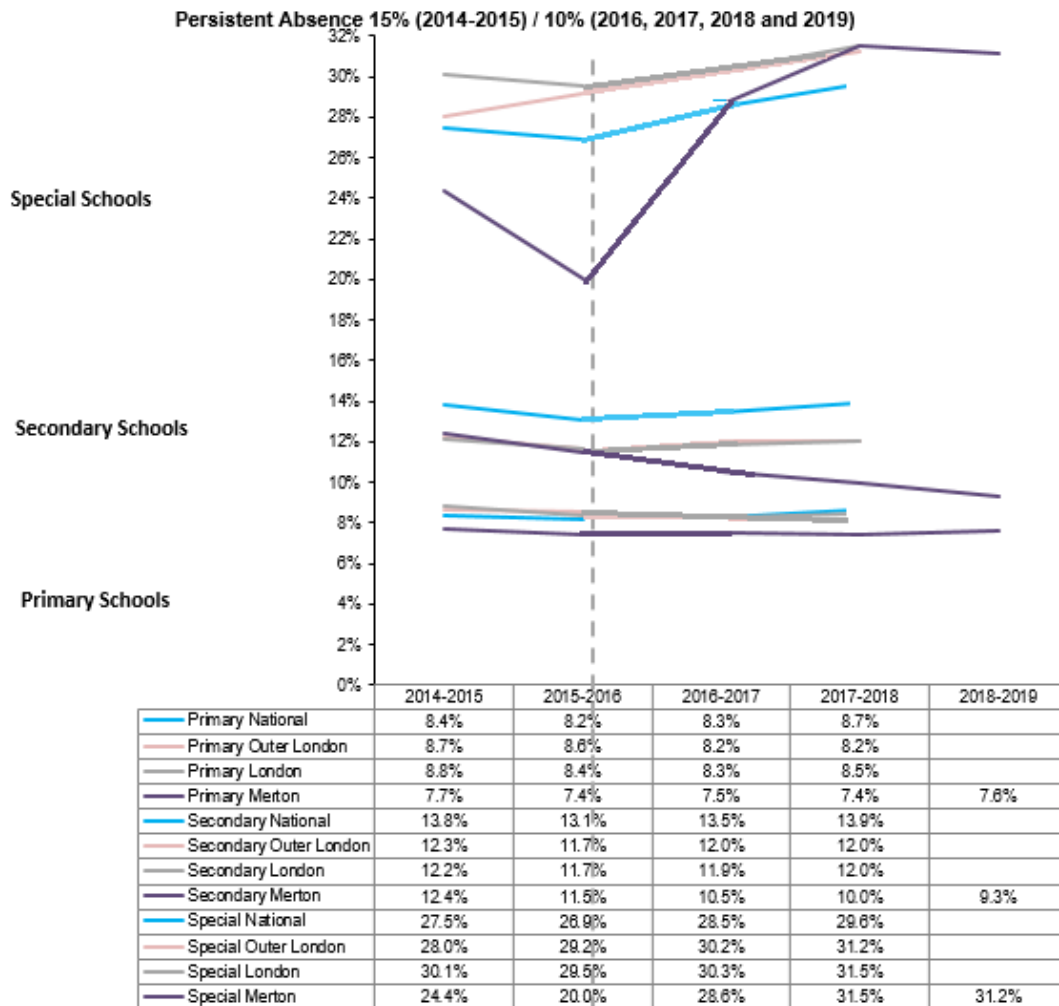 Persistent Absence 15% (2014-2015) / 10% (2016, 2017, 2018 and 2019)
32%
30%
28%
26%
24%
22%
20%
18%
16%
14%
12%
10%
8%
6%
4%
2%
0%
Special Schools
Secondary Schools
Primary Schools
2014-2015 2015-2016 2016-2017 2017-2018 2018-2019
Primary National 8.4% 8.2% 8.3% 8.7%
Primary Outer London 8.7% 8.6% 8.2% 8.2%
Primary London 8.8% 8.4% 8.3% 8.5%
Primary Merton 7.7% 7.4% 7.5% 7.4% 7.6%
Secondary National 13.8% 13.1% 13.5% 13.9%
Secondary Outer London 12.3% 11.7% 12.0% 12.0%
Secondary London 12.2% 11.7% 11.9% 12.0%
Secondary Merton 12.4% 11.5% 10.5% 10.0% 9.3%
Special National 27.5% 26.9% 28.5% 29.6%
Special Outer London 28.0% 29.2% 30.2% 31.2%
Special London 30.1% 29.5% 30.3% 31.5%
Special Merton 24.4% 20.0% 28.6% 31.5% 31.2%